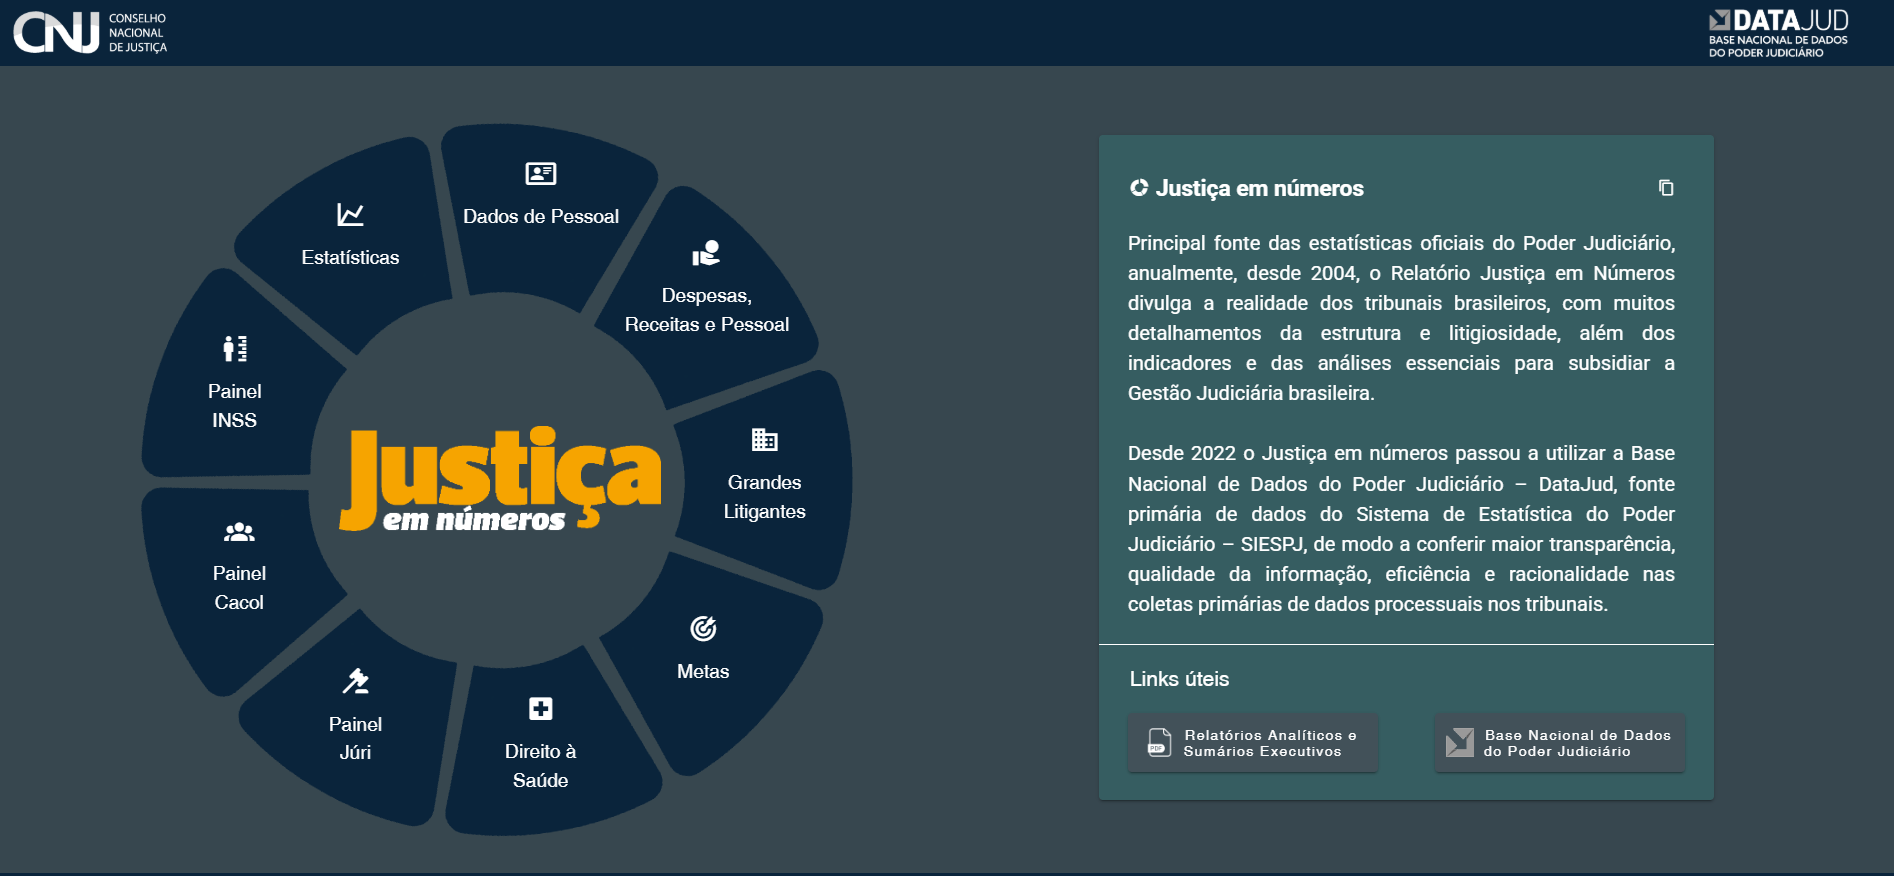 CNJ
CONSELHO
NACIONAL
DE JUSTIÇA
DATAJUD
BASE NACIONAL DE DADOS
DO PODER JUDICIÁRIO
Dados de Pessoal
Estatísticas
Despesas,
Receitas e Pessoal
Painel
INSS
Grandes
Litigantes
Justiça
em números
Painel
Cacol
Metas
Painel
Júri
Direito à
Saúde
Justiça em números
Principal fonte das estatísticas oficiais do Poder Judiciário,
anualmente, desde 2004, o Relatório Justiça em Números
divulga a realidade dos tribunais brasileiros, com muitos
detalhamentos da estrutura e litigiosidade, além dos
indicadores e das análises essenciais para subsidiar a
Gestão Judiciária brasileira.
Desde 2022 o Justiça em números passou a utilizar a Base
Nacional de Dados do Poder Judiciário – DataJud, fonte
primária de dados do Sistema de Estatística do Poder
Judiciário – SIESPJ, de modo a conferir maior transparência,
qualidade da informação, eficiência e racionalidade nas
coletas primárias de dados processuais nos tribunais.
Links úteis
PDF
Relatórios Analíticos e
Sumários Executivos
Base Nacional de Dados
do Poder Judiciário